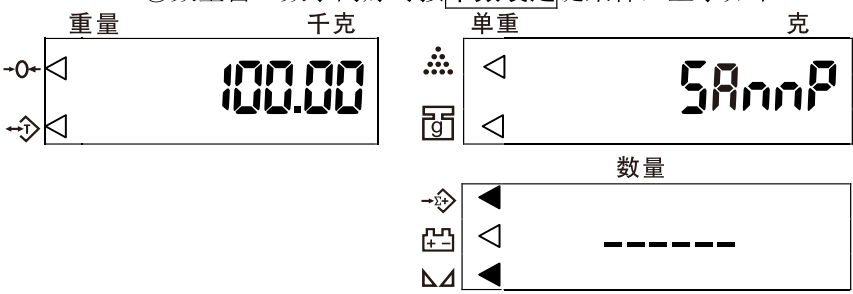 重量 千克 单重 克
100.00 SAnnP
数量
------